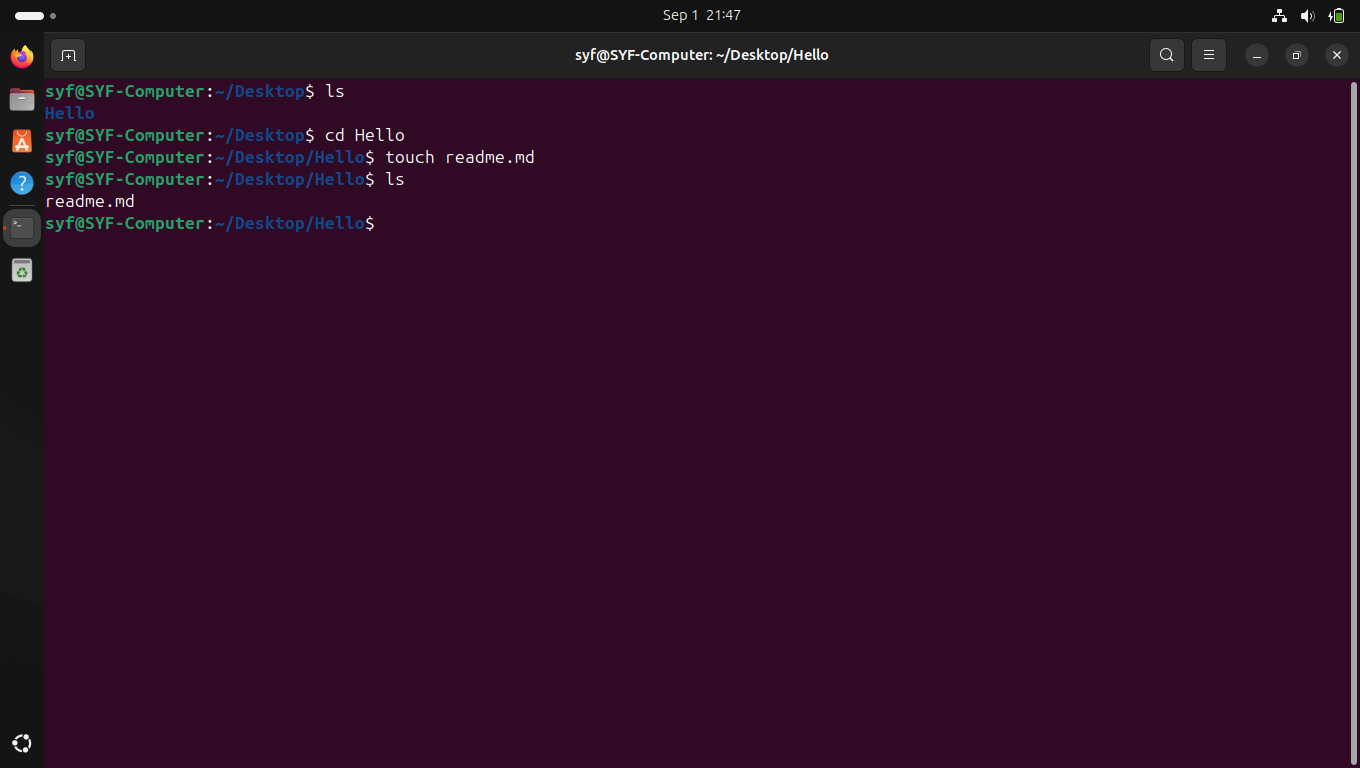 Sep 1 21:47
syf@SYF-Computer: ~/Desktop/Hello
syf@SYF-Computer:~/Desktop$ ls
Hello
syf@SYF-Computer:~/Desktop$ cd Hello
syf@SYF-Computer:~/Desktop/Hello$ touch readme.md
syf@SYF-Computer:~/Desktop/Hello$ ls
readme.md
syf@SYF-Computer:~/Desktop/Hello$